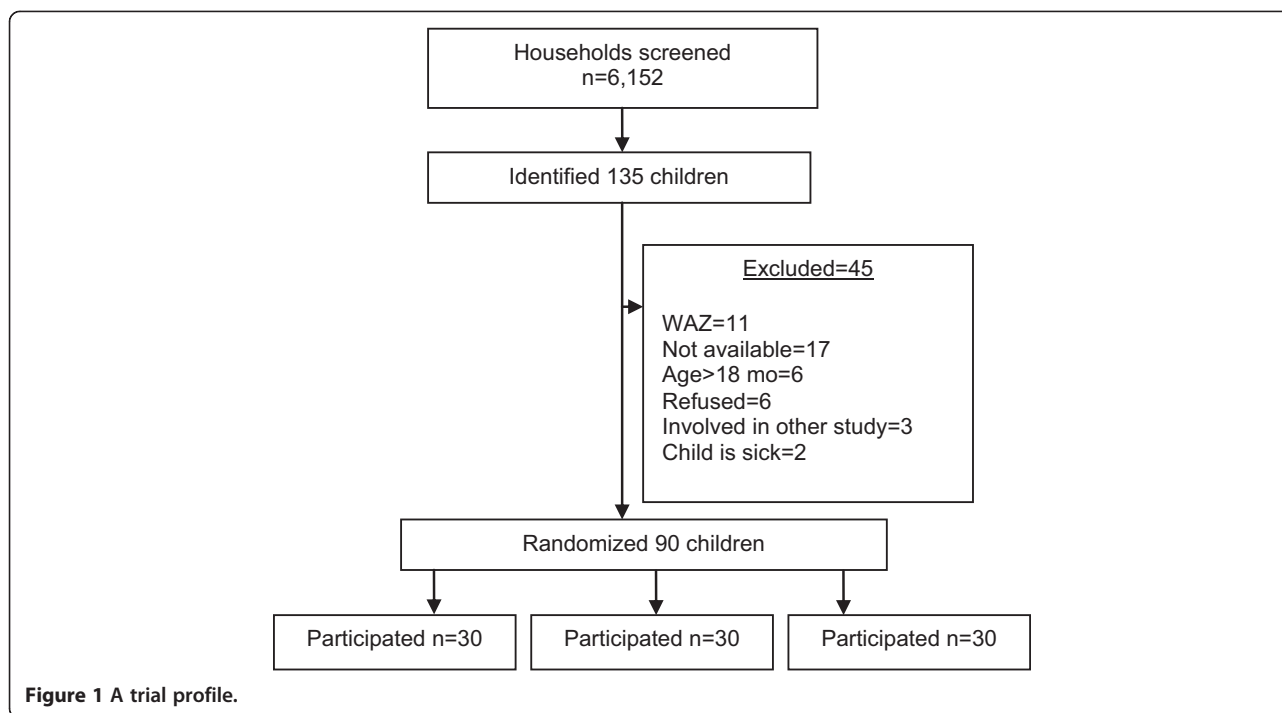 Households screened
n=6,152
Identified 135 children
Excluded=45
WAZ=11
Not available=17
Age>18 mo=6
Refused=6
Involved in other study=3
Child is sick=2
Randomized 90 children
Participated n=30
Participated n=30
Participated n=30
Figure 1 A trial profile.